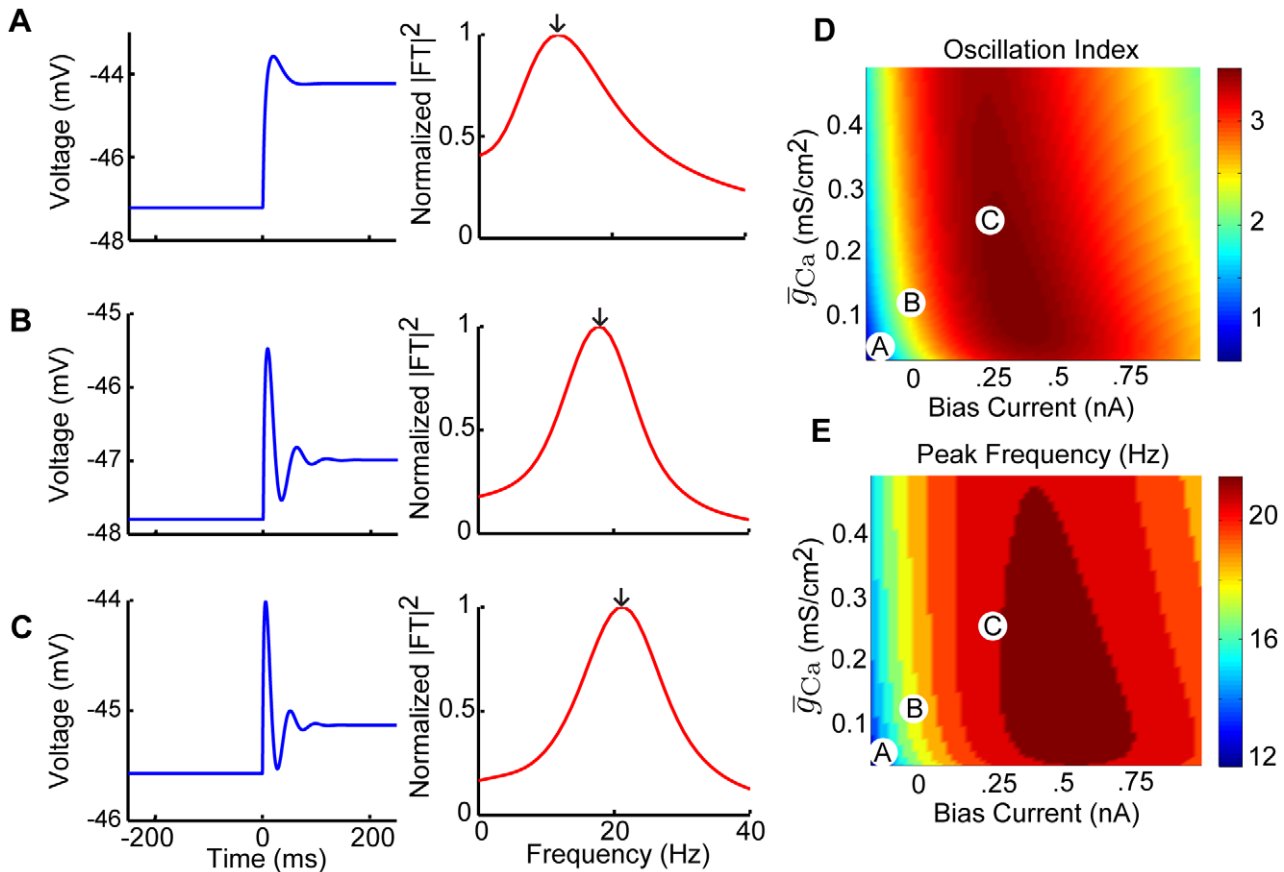 A
Voltage (mV)
-44
-46
-48
Normalized |FT|²
1
0.5
0
B
Voltage (mV)
-45
-46
-47
-48
Normalized |FT|²
1
0.5
0
C
Voltage (mV)
-44
-45
-46
-200 0 200
Time (ms)
Normalized |FT|²
1
0.5
0
0 20 40
Frequency (Hz)
D
Oscillation Index
g̅Ca (mS/cm²)
0.4
0.3
0.2
0.1
C
B
A
0 .25 .5 .75
Bias Current (nA)
3
2
1
E
Peak Frequency (Hz)
g̅Ca (mS/cm²)
0.4
0.3
0.2
0.1
C
B
A
0 .25 .5 .75
Bias Current (nA)
20
16
12